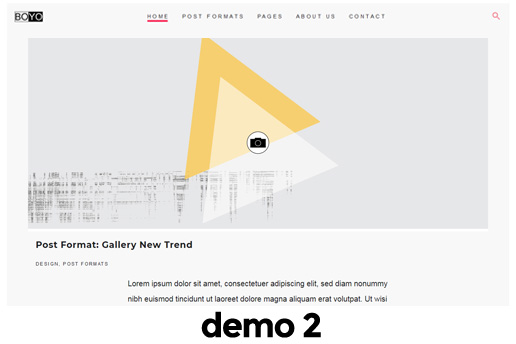 BOYO
HOME POST FORMATS PAGES ABOUT US CONTACT
Post Format: Gallery New Trend
DESIGN, POST FORMATS
Lorem ipsum dolor sit amet, consectetuer adipiscing elit, sed diam nonummy
nibh euismod tincidunt ut laoreet dolore magna aliquam erat volutpat. Ut wisi
demo 2